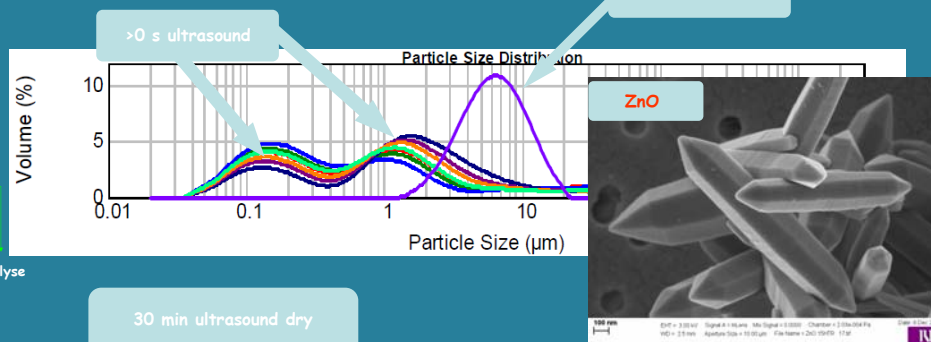 >0 s ultrasound
Particle Size Distribution
Volume (%)
10
5
0
0.01
0.1
1
10
Particle Size (µm)
ZnO
lyse
30 min ultrasound dry
100 nm